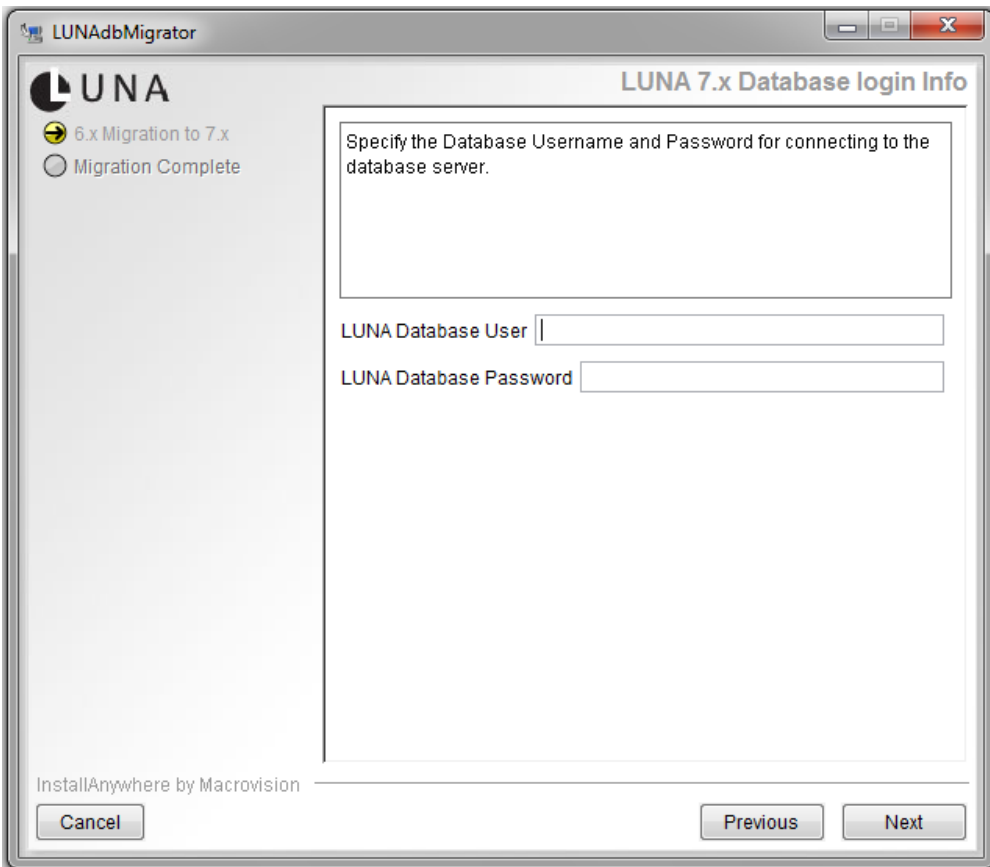 LUNAdbMigrator
LUNA
LUNA 7.x Database login Info
6.x Migration to 7.x
Migration Complete
Specify the Database Username and Password for connecting to the
database server.
LUNA Database User
LUNA Database Password
InstallAnywhere by Macrovision
Cancel
Previous
Next